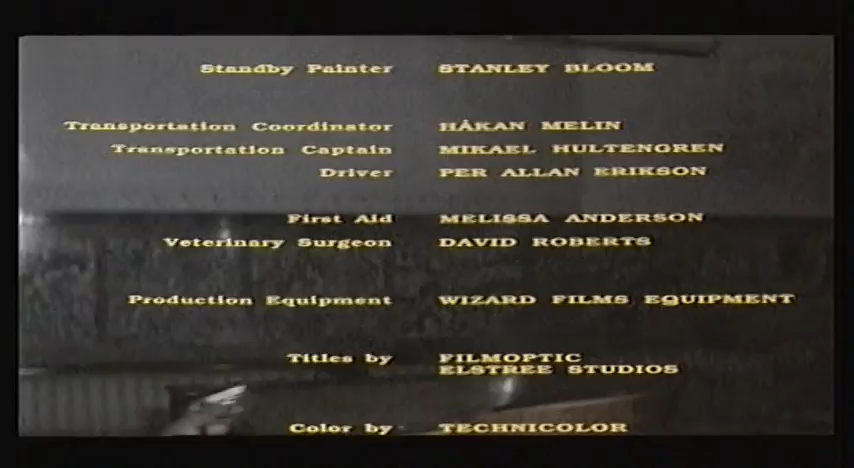 Standby Painter STANLEY BLOOM
Transportation Coordinator HÅKAN MELIN
Transportation Captain MIKAEL HULTENGREN
Driver PER ALLAN ERIKSON
First Aid MELISSA ANDERSON
Veterinary Surgeon DAVID ROBERTS
Production Equipment WIZARD FILMS EQUIPMENT
Titles by FILMOPTIC
ELSTREE STUDIOS
Color by TECHNICOLOR